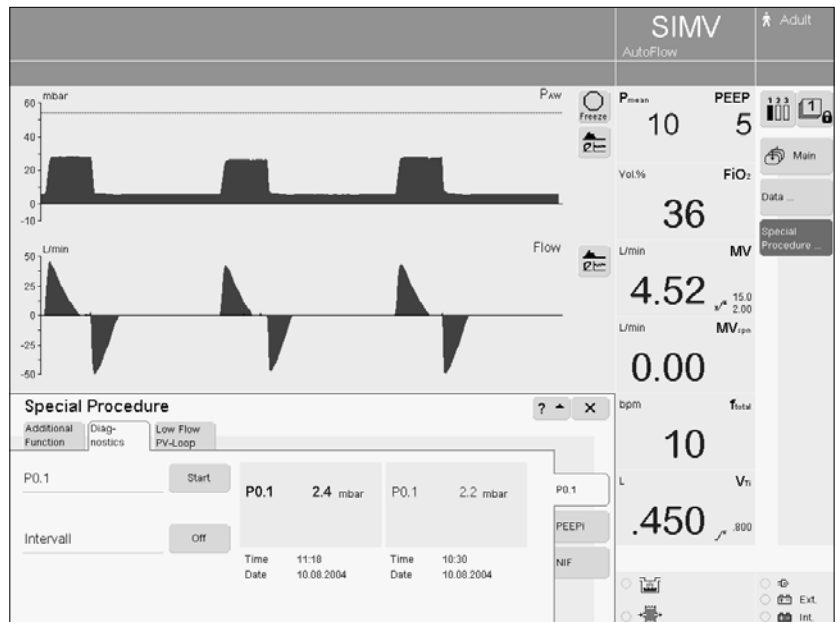 SIMV
AutoFlow
Adult
mbar
PAW
60
40
20
0
-10
Freeze
L/min
Flow
50
25
0
-25
-50
Pmean
PEEP
10
5
Vol.%
FiO2
36
L/min
MV
4.52
15.0
2.00
L/min
MVspn
0.00
bpm
ftotal
10
L
VTi
.450
.800
1 2 3
1
Main
Data ...
Special
Procedure ...
Special Procedure
?
Additional
Function
Diag-
nostics
Low Flow
PV-Loop
P0.1
Start
Intervall
Off
P0.1 2.4 mbar
Time 11:18
Date 10.08.2004
P0.1 2.2 mbar
Time 10:30
Date 10.08.2004
P0.1
PEEPi
NIF
Ext.
Int.